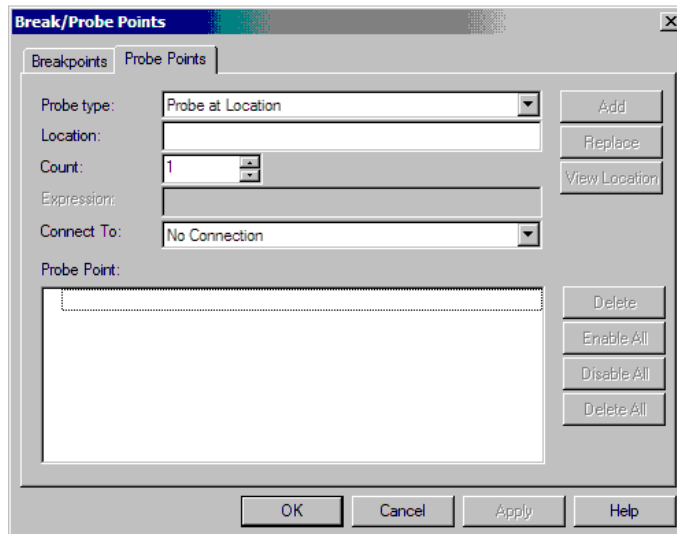 Break/Probe Points
Breakpoints Probe Points
Probe type: Probe at Location Add
Location: Replace
Count: 1 View Location
Expression:
Connect To: No Connection
Probe Point:
Delete
Enable All
Disable All
Delete All
OK Cancel Apply Help